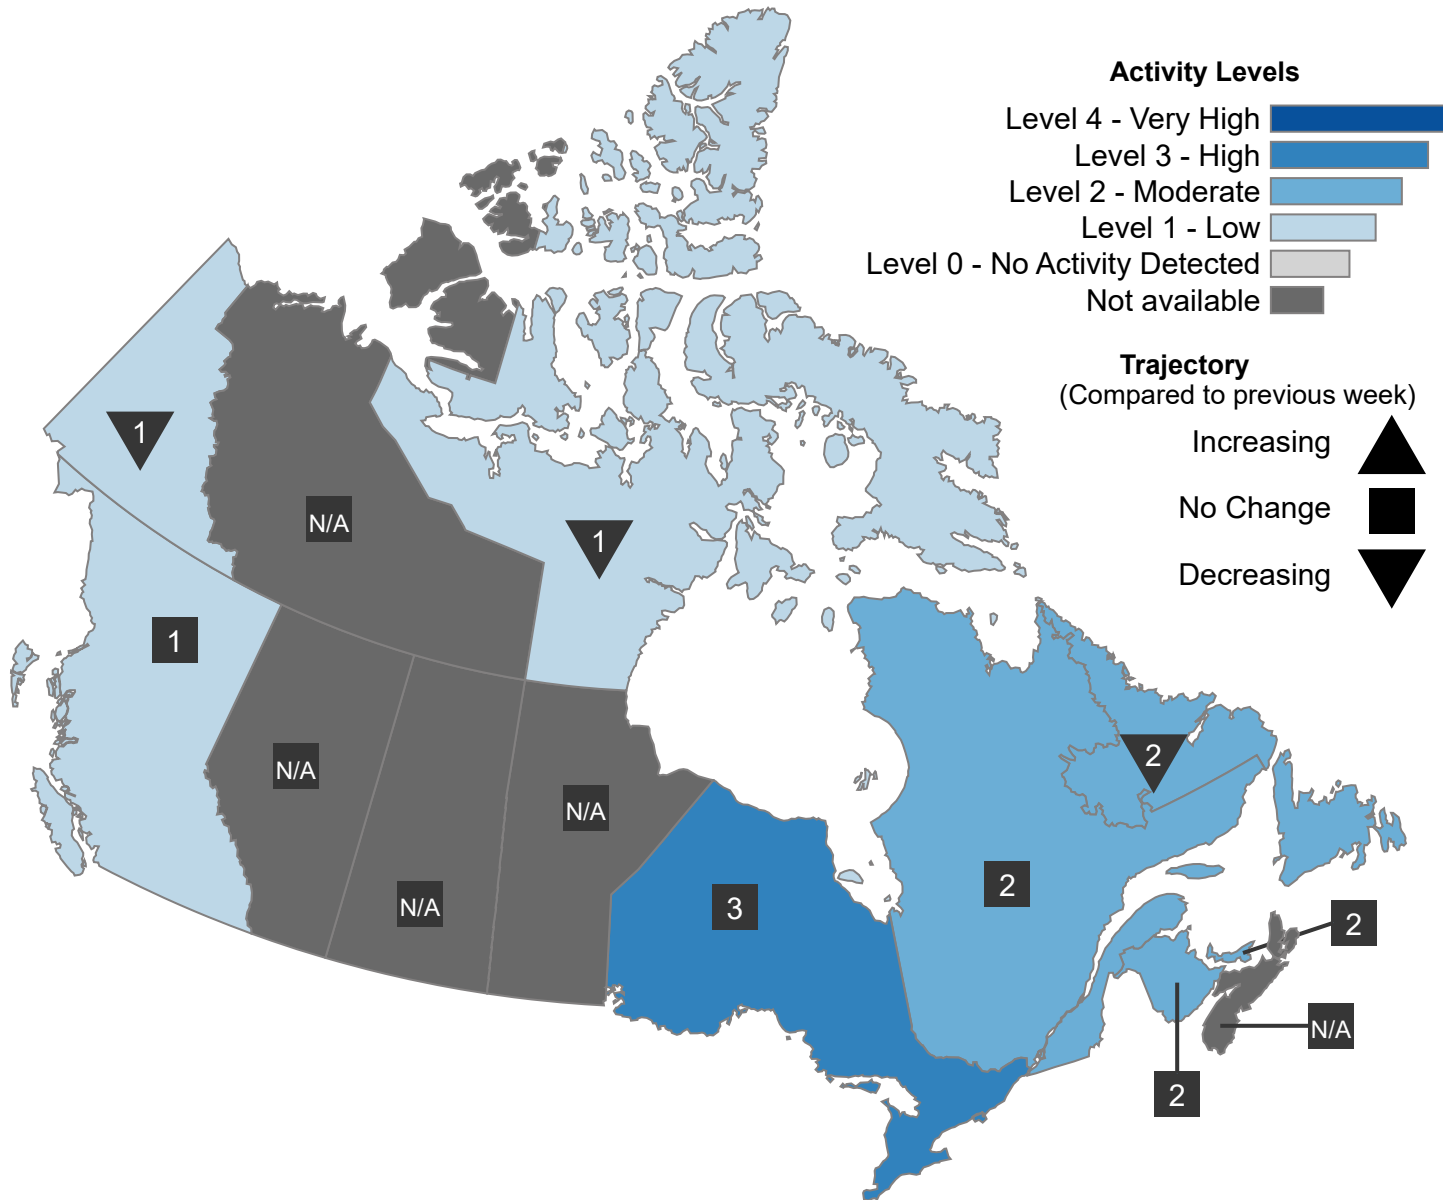 Activity Levels
Level 4 - Very High
Level 3 - High
Level 2 - Moderate
Level 1 - Low
Level 0 - No Activity Detected
Not available
Trajectory
(Compared to previous week)
Increasing
No Change
Decreasing
1
N/A
1
1
N/A
N/A
N/A
3
2
2
2
N/A
2